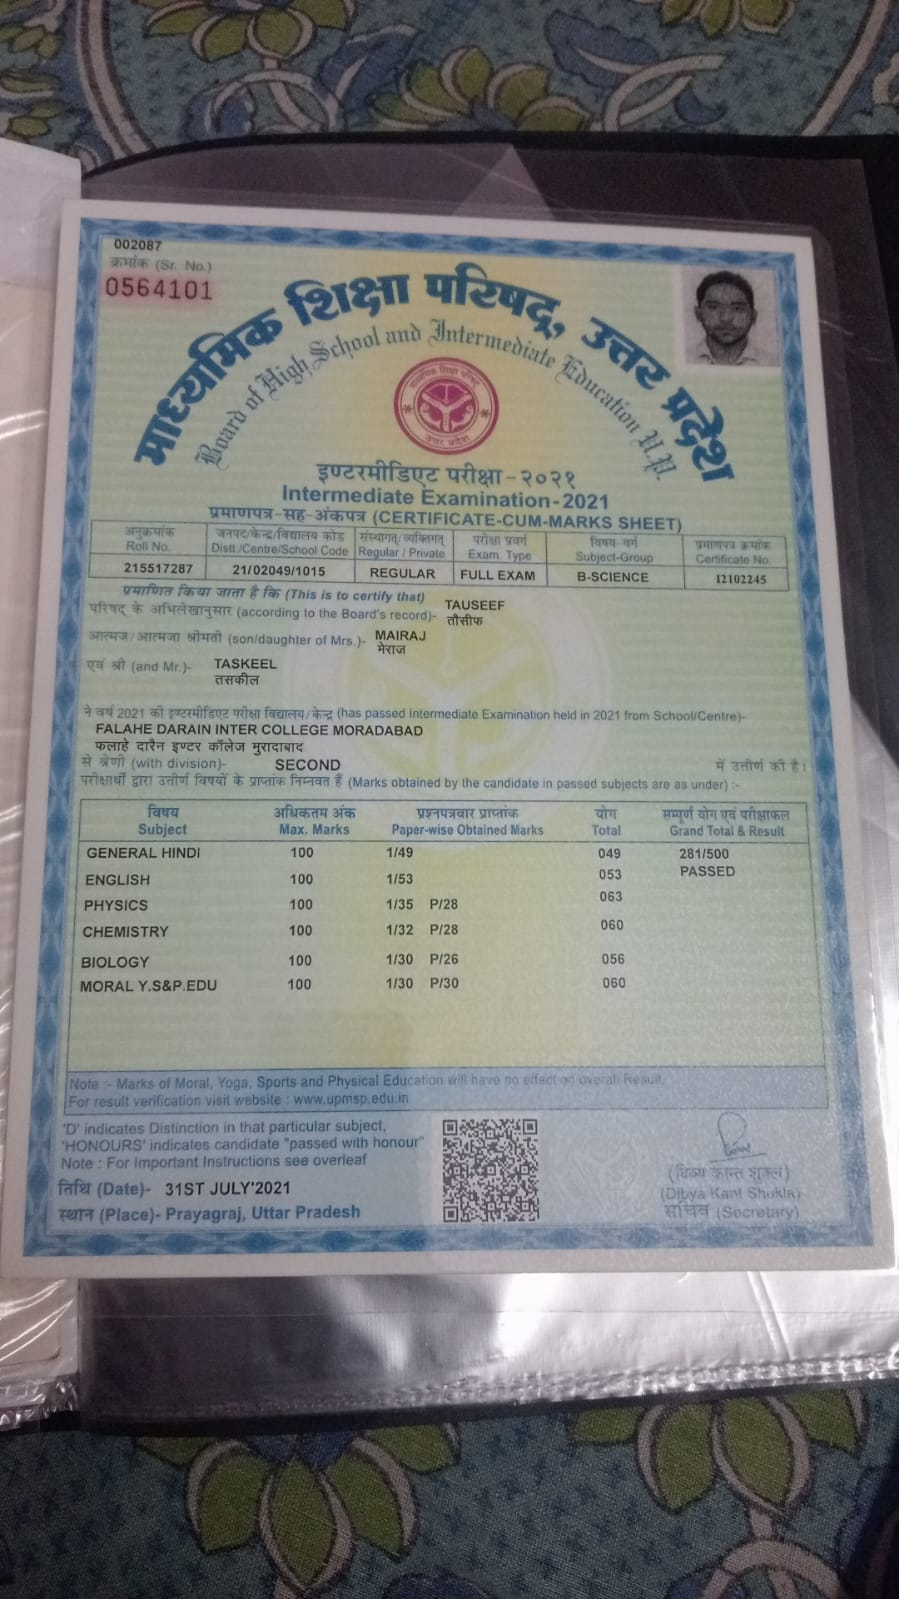 002087
क्रमांक (Sr. No.)
0564101
माध्यमिक शिक्षा परिषद्, उत्तर प्रदेश
Board of High School and Intermediate Education U.P.
माध्यमिक शिक्षा परिषद्
उत्तर प्रदेश
इण्टरमीडिएट परीक्षा-२०२१
Intermediate Examination-2021
प्रमाणपत्र-सह-अंकपत्र (CERTIFICATE-CUM-MARKS SHEET)
अनुक्रमांक जनपद/केन्द्र/विद्यालय कोड संस्थागत/व्यक्तिगत परीक्षा प्रवर्ग विषय-वर्ग प्रमाणपत्र क्रमांक
Roll No. Distt./Centre/School Code Regular / Private Exam. Type Subject-Group Certificate No.
215517287 21/02049/1015 REGULAR FULL EXAM B-SCIENCE 12102245
प्रमाणित किया जाता है कि (This is to certify that)
परिषद् के अभिलेखानुसार (according to the Board's record)- TAUSEEF
तौसीफ
आत्मज/आत्मजा श्रीमती (son/daughter of Mrs.)- MAIRAJ
मेराज
एवं श्री (and Mr.)- TASKEEL
तसकील
ने वर्ष 2021 की इण्टरमीडिएट परीक्षा विद्यालय/केन्द्र (has passed Intermediate Examination held in 2021 from School/Centre)-
FALAHE DARAIN INTER COLLEGE MORADABAD
फलाहे दारैन इण्टर कॉलेज मुरादाबाद
से श्रेणी (with division)- SECOND में उत्तीर्ण की है।
परीक्षार्थी द्वारा उत्तीर्ण विषयों के प्राप्तांक निम्नवत हैं (Marks obtained by the candidate in passed subjects are as under) :-
विषय अधिकतम अंक प्रश्नपत्रवार प्राप्तांक योग सम्पूर्ण योग एवं परीक्षाफल
Subject Max. Marks Paper-wise Obtained Marks Total Grand Total & Result
GENERAL HINDI 100 1/49 049 281/500
PASSED
ENGLISH 100 1/53 053
PHYSICS 100 1/35 P/28 063
CHEMISTRY 100 1/32 P/28 060
BIOLOGY 100 1/30 P/26 056
MORAL Y.S&P.EDU 100 1/30 P/30 060
Note :- Marks of Moral, Yoga, Sports and Physical Education will have no effect on overall Result.
For result verification visit website : www.upmsp.edu.in
'D' indicates Distinction in that particular subject,
'HONOURS' indicates candidate "passed with honour"
Note : For Important Instructions see overleaf
तिथि (Date)- 31ST JULY'2021
स्थान (Place)- Prayagraj, Uttar Pradesh
(दिव्य कान्त शुक्ल)
(Dibya Kant Shukla)
सचिव (Secretary)